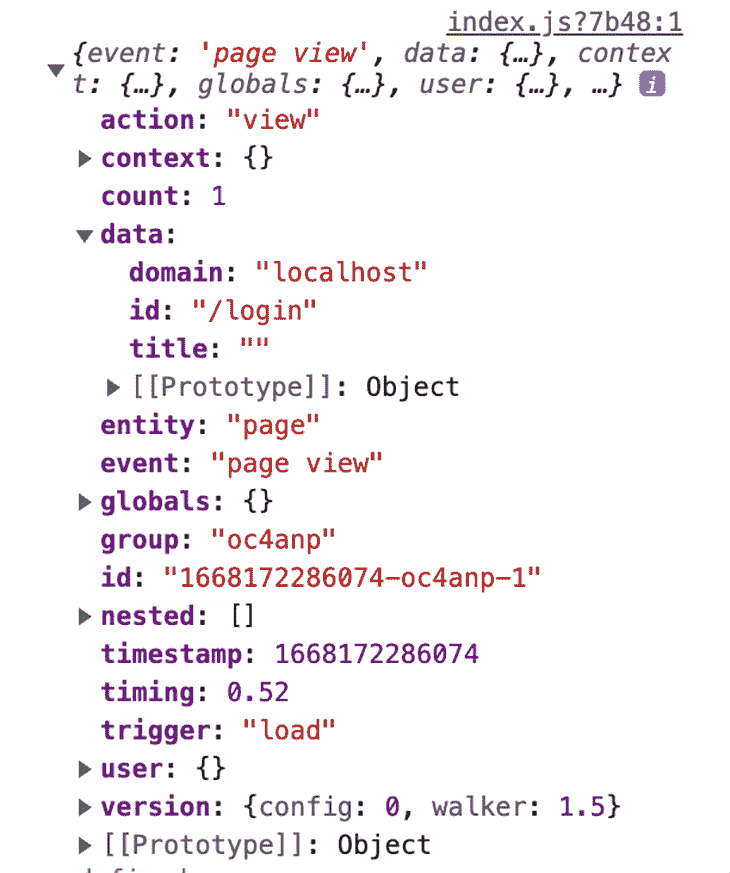 index.js?7b48:1
{event: 'page view', data: {…}, contex
t: {…}, globals: {…}, user: {…}, …} i
action: "view"
context: {}
count: 1
data:
domain: "localhost"
id: "/login"
title: ""
[[Prototype]]: Object
entity: "page"
event: "page view"
globals: {}
group: "oc4anp"
id: "1668172286074-oc4anp-1"
nested: []
timestamp: 1668172286074
timing: 0.52
trigger: "load"
user: {}
version: {config: 0, walker: 1.5}
[[Prototype]]: Object